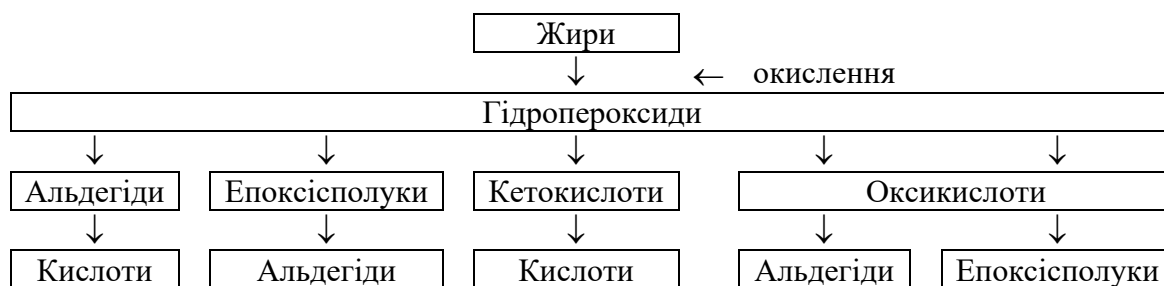 Жири
↓ ← окислення
Гідропероксиди
↓ ↓ ↓ ↓ ↓
Альдегіди Епоксісполуки Кетокислоти Оксикислоти
↓ ↓ ↓ ↓ ↓
Кислоти Альдегіди Кислоти Альдегіди Епоксісполуки